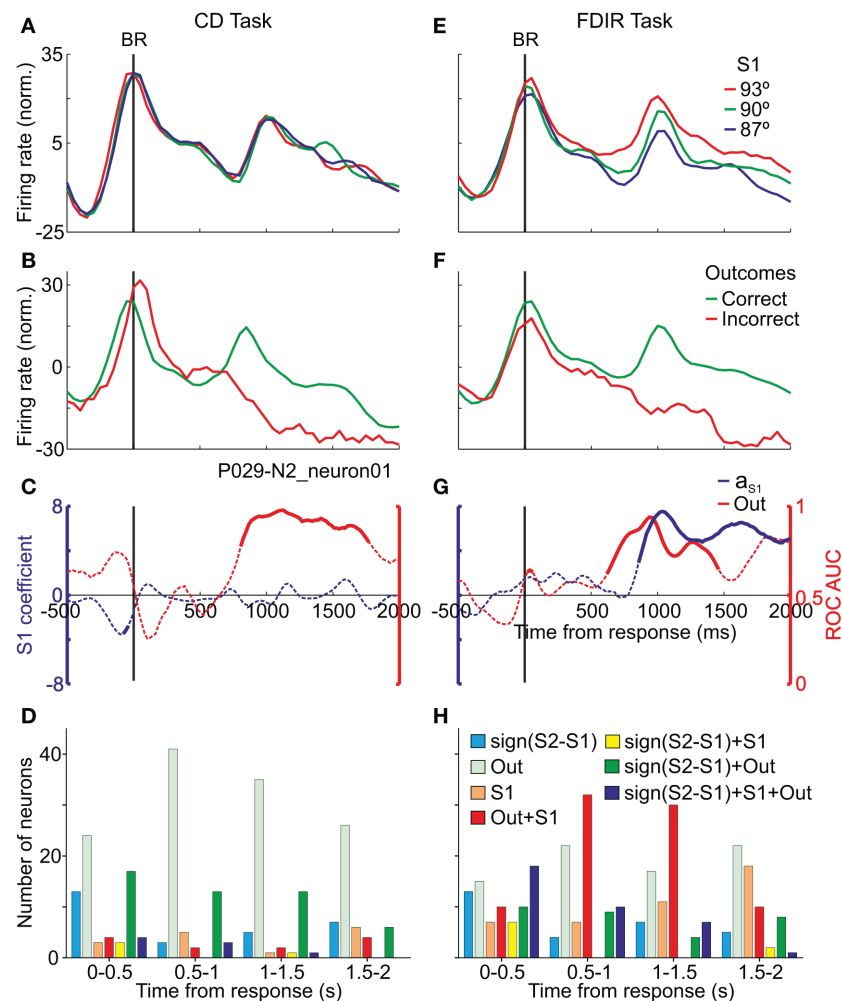 A CD Task
BR
Firing rate (norm.)
35
5
-25
E FDIR Task
BR
S1
93º
90º
87º
B
Firing rate (norm.)
30
0
-30
F
Outcomes
Correct
Incorrect
P029-N2_neuron01
C
S1 coefficient
8
0
-8
-500 500 1000 1500 2000
G
aS1
Out
1
0.5
0
ROC AUC
-500 500 1000 1500 2000
Time from response (ms)
D
Number of neurons
40
20
0
0-0.5 0.5-1 1-1.5 1.5-2
Time from response (s)
H
sign(S2-S1)
Out
S1
Out+S1
sign(S2-S1)+S1
sign(S2-S1)+Out
sign(S2-S1)+S1+Out
0-0.5 0.5-1 1-1.5 1.5-2
Time from response (s)